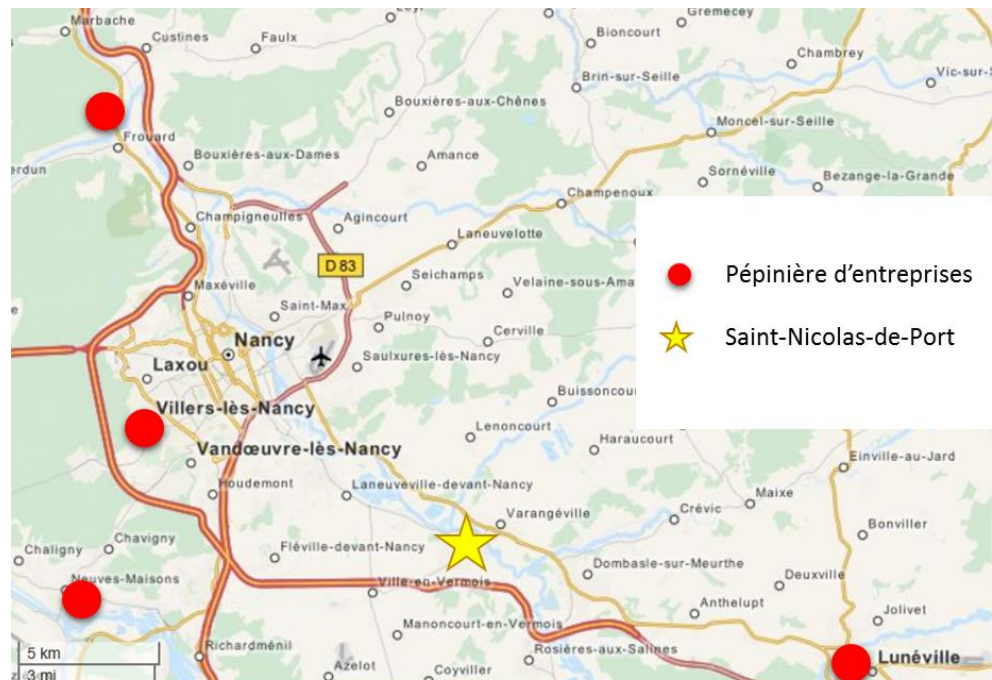 Marbache
Custines
Faulx
Gremecey
Bioncourt
Chambrey
Brin-sur-Seille
Vic-sur-S
Bouxières-aux-Chênes
Moncel-sur-Seille
Frouard
erdun
Bouxières-aux-Dames
Amance
Sornéville
Bezange-la-Grande
Champenoux
Champigneulles
Agincourt
Laneuvelotte
D 83
Seichamps
Velaine-sous-Ama
Pépinière d'entreprises
Maxéville
Saint-Max
Pulnoy
Cerville
Saint-Nicolas-de-Port
Nancy
Saulxures-lès-Nancy
Laxou
Buissoncou
Villers-lès-Nancy
Lenoncourt
Haraucourt
Vandœuvre-lès-Nancy
Einville-au-Jard
Houdemont
Laneuveville-devant-Nancy
Maixe
Varangéville
Crévic
Bonviller
Chaligny
Chavigny
Fléville-devant-Nancy
Dombasle-sur-Meurthe
Neuves-Maisons
Ville-en-Vermois
Deuxville
Anthelupt
Jolivet
Manoncourt-en-Vermois
Richardménil
Rosières-aux-Salines
Lunéville
5 km
3 mi
Azelot
Coyviller